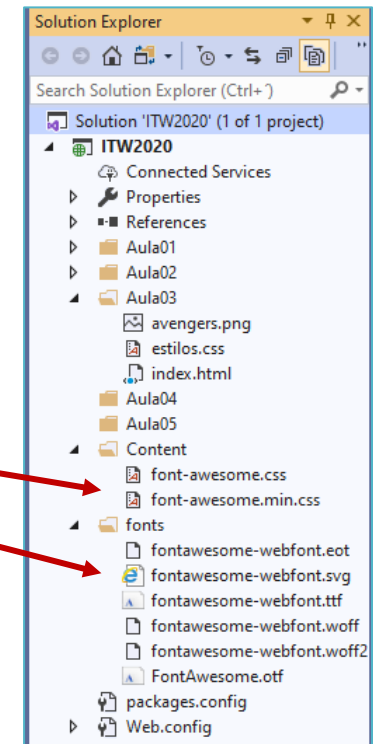 Solution Explorer
Search Solution Explorer (Ctrl+´)
Solution 'ITW2020' (1 of 1 project)
ITW2020
Connected Services
Properties
References
Aula01
Aula02
Aula03
avengers.png
estilos.css
index.html
Aula04
Aula05
Content
font-awesome.css
font-awesome.min.css
fonts
fontawesome-webfont.eot
fontawesome-webfont.svg
fontawesome-webfont.ttf
fontawesome-webfont.woff
fontawesome-webfont.woff2
FontAwesome.otf
packages.config
Web.config